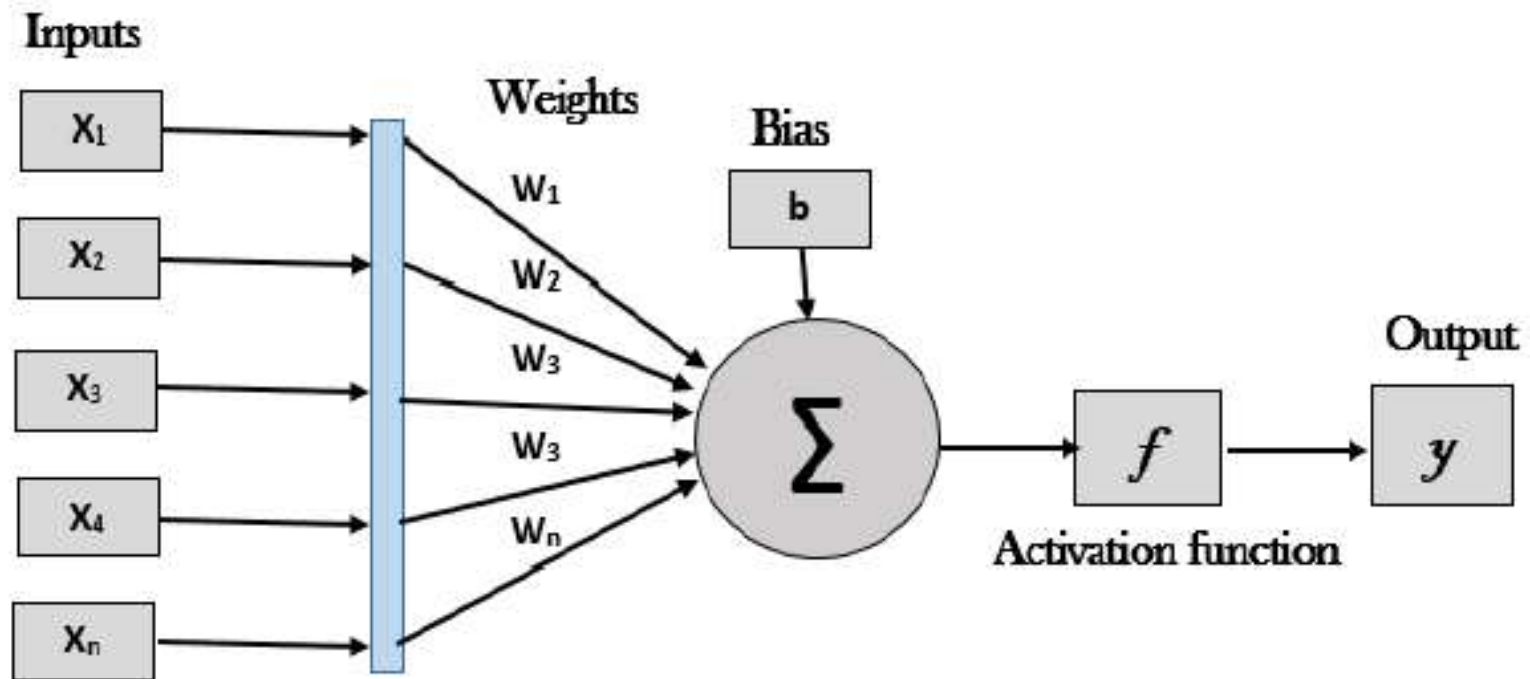 Inputs
Weights
Bias
Output
X₁
X₂
X₃
X₄
Xₙ
W₁
W₂
W₃
W₃
Wₙ
b
Σ
f
y
Activation function